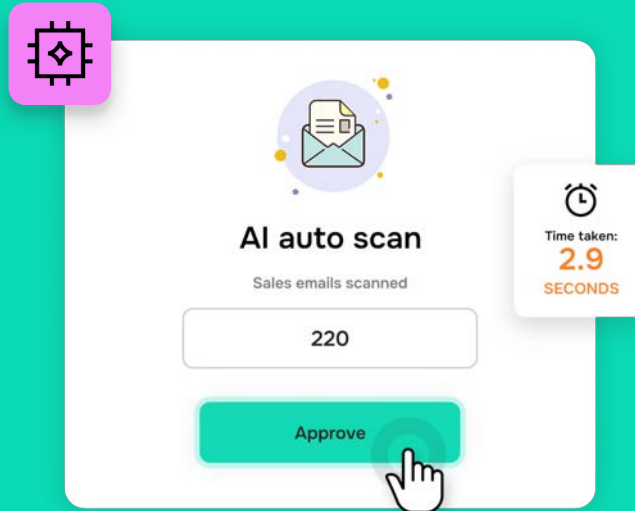 AI auto scan
Sales emails scanned
220
Approve
Time taken:
2.9
SECONDS